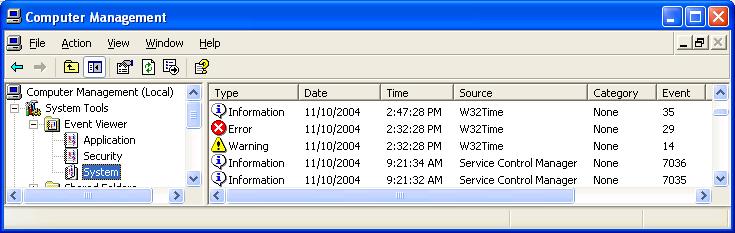 Computer Management
File Action View Window Help
Computer Management (Local)
System Tools
Event Viewer
Application
Security
System
Shared Folders
Type Date Time Source Category Event
Information 11/10/2004 2:47:28 PM W32Time None 35
Error 11/10/2004 2:32:28 PM W32Time None 29
Warning 11/10/2004 2:32:28 PM W32Time None 14
Information 11/10/2004 9:21:34 AM Service Control Manager None 7036
Information 11/10/2004 9:21:32 AM Service Control Manager None 7035